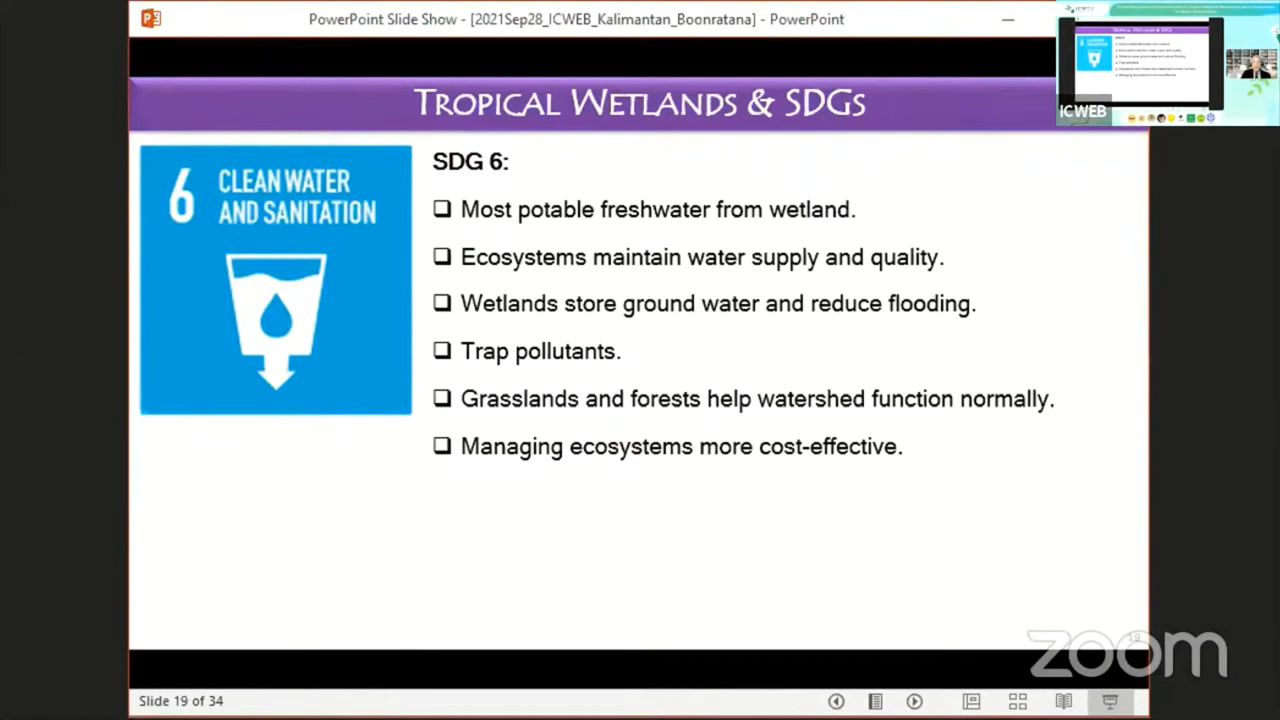 PowerPoint Slide Show - [2021Sep28_ICWEB_Kalimantan_Boonratana] - PowerPoint
TROPICAL WETLANDS & SDGS
ICWEB
6 CLEAN WATER
AND SANITATION
SDG 6:
Most potable freshwater from wetland.
Ecosystems maintain water supply and quality.
Wetlands store ground water and reduce flooding.
Trap pollutants.
Grasslands and forests help watershed function normally.
Managing ecosystems more cost-effective.
19
zoom
Slide 19 of 34